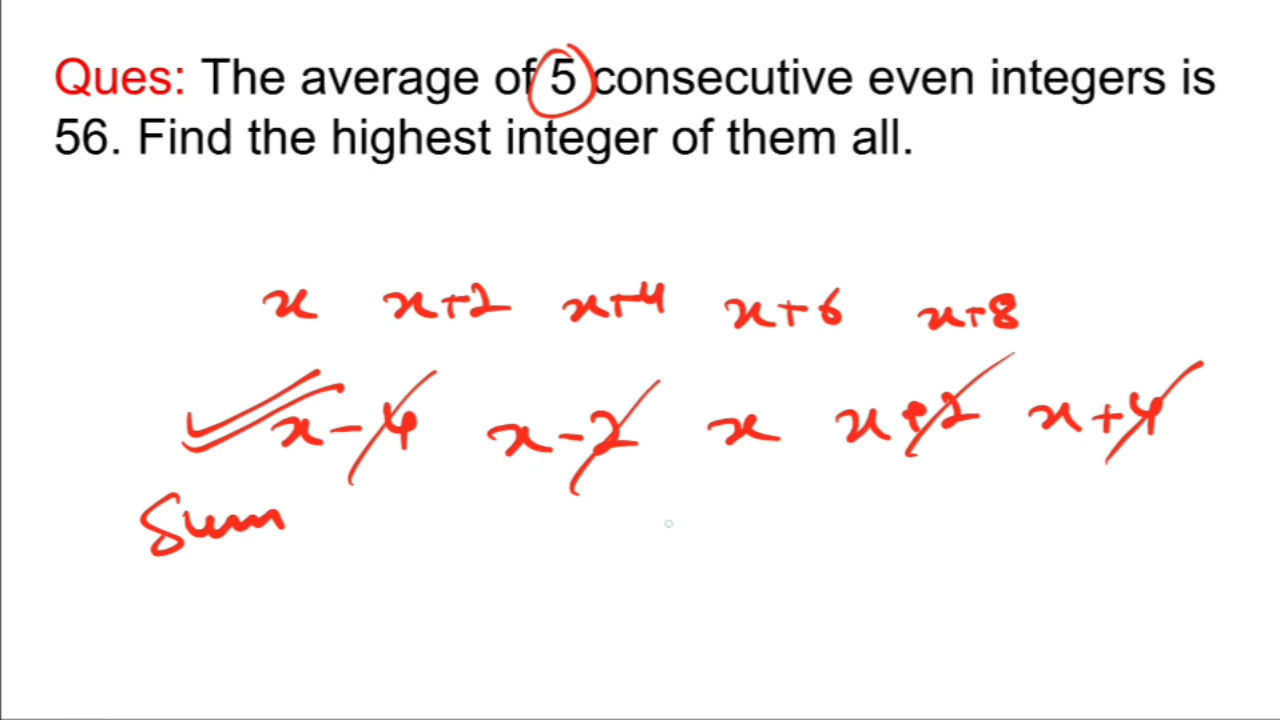 Ques: The average of 5 consecutive even integers is
56. Find the highest integer of them all.
x x+2 x+4 x+6 x+8
x-4 x-2 x x+2 x+4
Sum